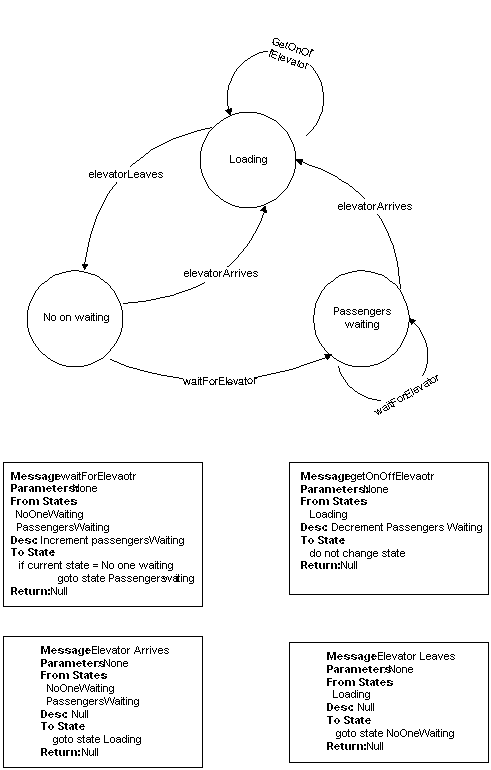 GetOnOf
fElevator
Loading
elevatorLeaves
elevatorArrives
elevatorArrives
No on waiting
Passengers
waiting
waitForElevator
waitForElevator
Message:waitForElevaotr
Parameters:None
From States:
NoOneWaiting
PassengersWaiting
Desc: Increment passengersWaiting
To State:
if current state = No one waiting
goto state Passengerswaiting
Return:Null
Message:getOnOffElevaotr
Parameters:None
From States:
Loading
Desc: Decrement Passengers Waiting
To State:
do not change state
Return:Null
Message:Elevator Arrives
Parameters:None
From States:
NoOneWaiting
PassengersWaiting
Desc: Null
To State:
goto state Loading
Return:Null
Message:Elevator Leaves
Parameters:None
From States:
Loading
Desc: Null
To State:
goto state NoOneWaiting
Return:Null